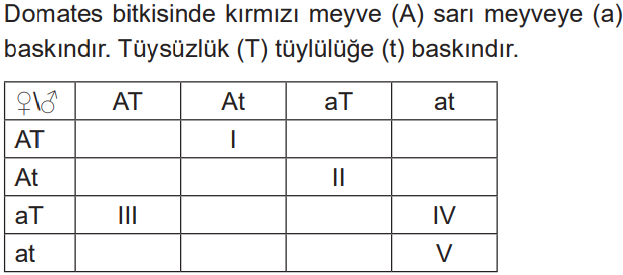 Domates bitkisinde kırmızı meyve (A) sarı meyveye (a)
baskındır. Tüysüzlük (T) tüylülüğe (t) baskındır.
♀\♂ AT At aT at
AT I
At II
aT III IV
at V